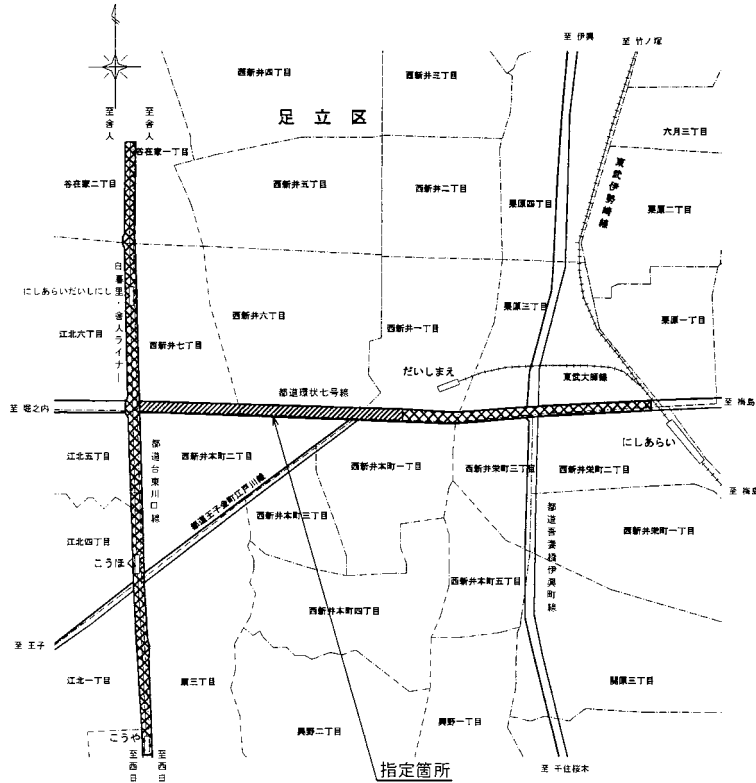 至 伊興
至 竹ノ塚
西新井四丁目
西新井三丁目
足立区
至舎人
至舎人
六月三丁目
谷在家一丁目
東武伊勢崎線
谷在家二丁目
西新井五丁目
西新井二丁目
栗原四丁目
栗原二丁目
にしあらいだいしにし
日暮里・舎人ライナー
西新井六丁目
栗原三丁目
栗原一丁目
江北六丁目
西新井七丁目
西新井一丁目
だいしまえ
東武大師線
都道環状七号線
至 堀之内
至 梅島
にしあらい
江北五丁目
都道台東川口線
西新井本町二丁目
西新井本町一丁目
西新井栄町三丁目
西新井栄町二丁目
至 梅島
都道王子金町江戸川線
西新井本町三丁目
都道吾妻橋伊興町線
西新井栄町一丁目
江北四丁目
こうほ
西新井本町五丁目
西新井本町四丁目
至 王子
江北一丁目
扇三丁目
関原三丁目
興野二丁目
興野一丁目
こうや
至西日
至西日
指定箇所
至 千住桜木